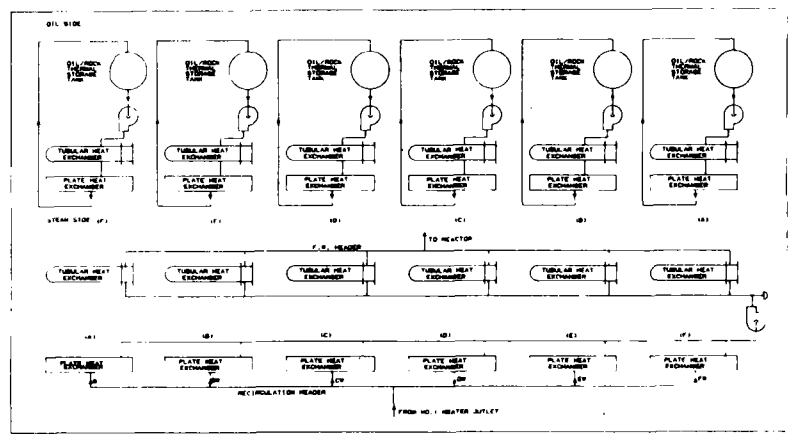 OIL SIDE
OIL/ROCK THERMAL STORAGE TANK
OIL/ROCK THERMAL STORAGE TANK
OIL/ROCK THERMAL STORAGE TANK
OIL/ROCK THERMAL STORAGE TANK
OIL/ROCK THERMAL STORAGE TANK
OIL/ROCK THERMAL STORAGE TANK
TUBULAR HEAT EXCHANGER
TUBULAR HEAT EXCHANGER
TUBULAR HEAT EXCHANGER
TUBULAR HEAT EXCHANGER
TUBULAR HEAT EXCHANGER
TUBULAR HEAT EXCHANGER
PLATE HEAT EXCHANGER
PLATE HEAT EXCHANGER
PLATE HEAT EXCHANGER
PLATE HEAT EXCHANGER
PLATE HEAT EXCHANGER
PLATE HEAT EXCHANGER
STEAM SIDE (F) (D) (C)
TO REACTOR
F.W. HEADER
TUBULAR HEAT EXCHANGER
TUBULAR HEAT EXCHANGER
TUBULAR HEAT EXCHANGER
TUBULAR HEAT EXCHANGER
TUBULAR HEAT EXCHANGER
TUBULAR HEAT EXCHANGER
(A) (B) (C) (D) (E) (F)
PLATE HEAT EXCHANGER
PLATE HEAT EXCHANGER
PLATE HEAT EXCHANGER
PLATE HEAT EXCHANGER
PLATE HEAT EXCHANGER
PLATE HEAT EXCHANGER
RECIRCULATION HEADER
FROM NO.1 HEATER OUTLET